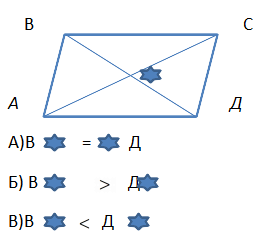 В С
А Д
А)В = Д
Б) В > Д
В)В < Д